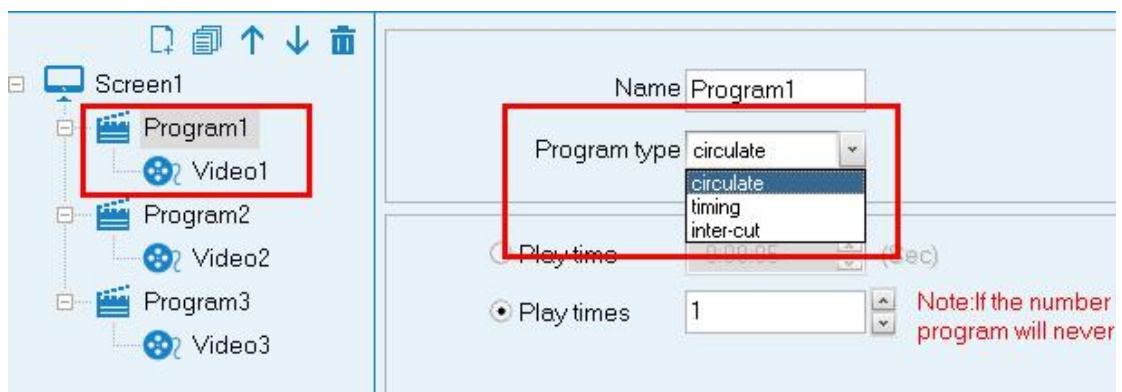 Screen1
Program1
Video1
Program2
Video2
Program3
Video3
Name Program1
Program type circulate
circulate
timing
inter-cut
Play time (Sec)
Play times 1
Note:If the number
program will never